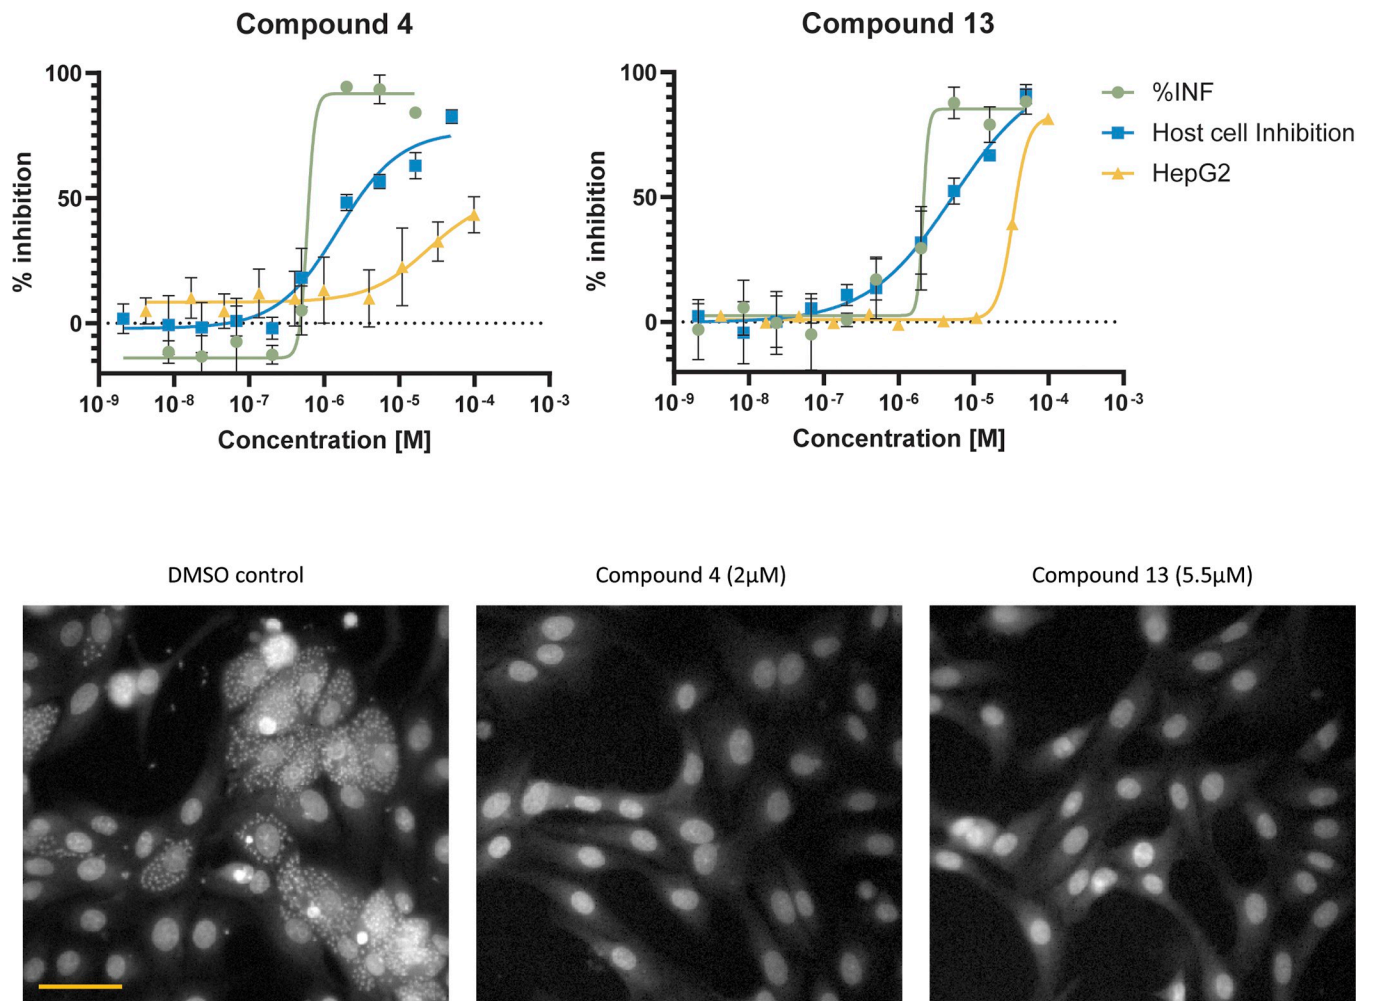 Compound 4
Compound 13
% inhibition
100
50
0
10-9 10-8 10-7 10-6 10-5 10-4 10-3
Concentration [M]
% inhibition
100
50
0
10-9 10-8 10-7 10-6 10-5 10-4 10-3
Concentration [M]
%INF
Host cell Inhibition
HepG2
DMSO control
Compound 4 (2µM)
Compound 13 (5.5µM)